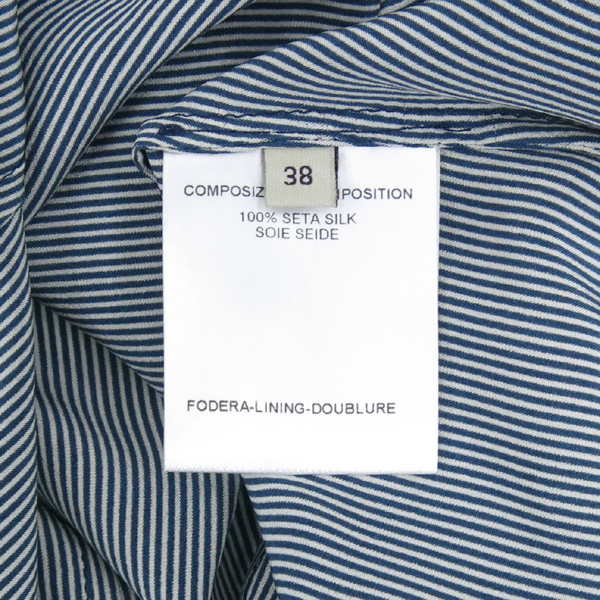 38
COMPOSIZ POSITION
100% SETA SILK
SOIE SEIDE
FODERA-LINING-DOUBLURE